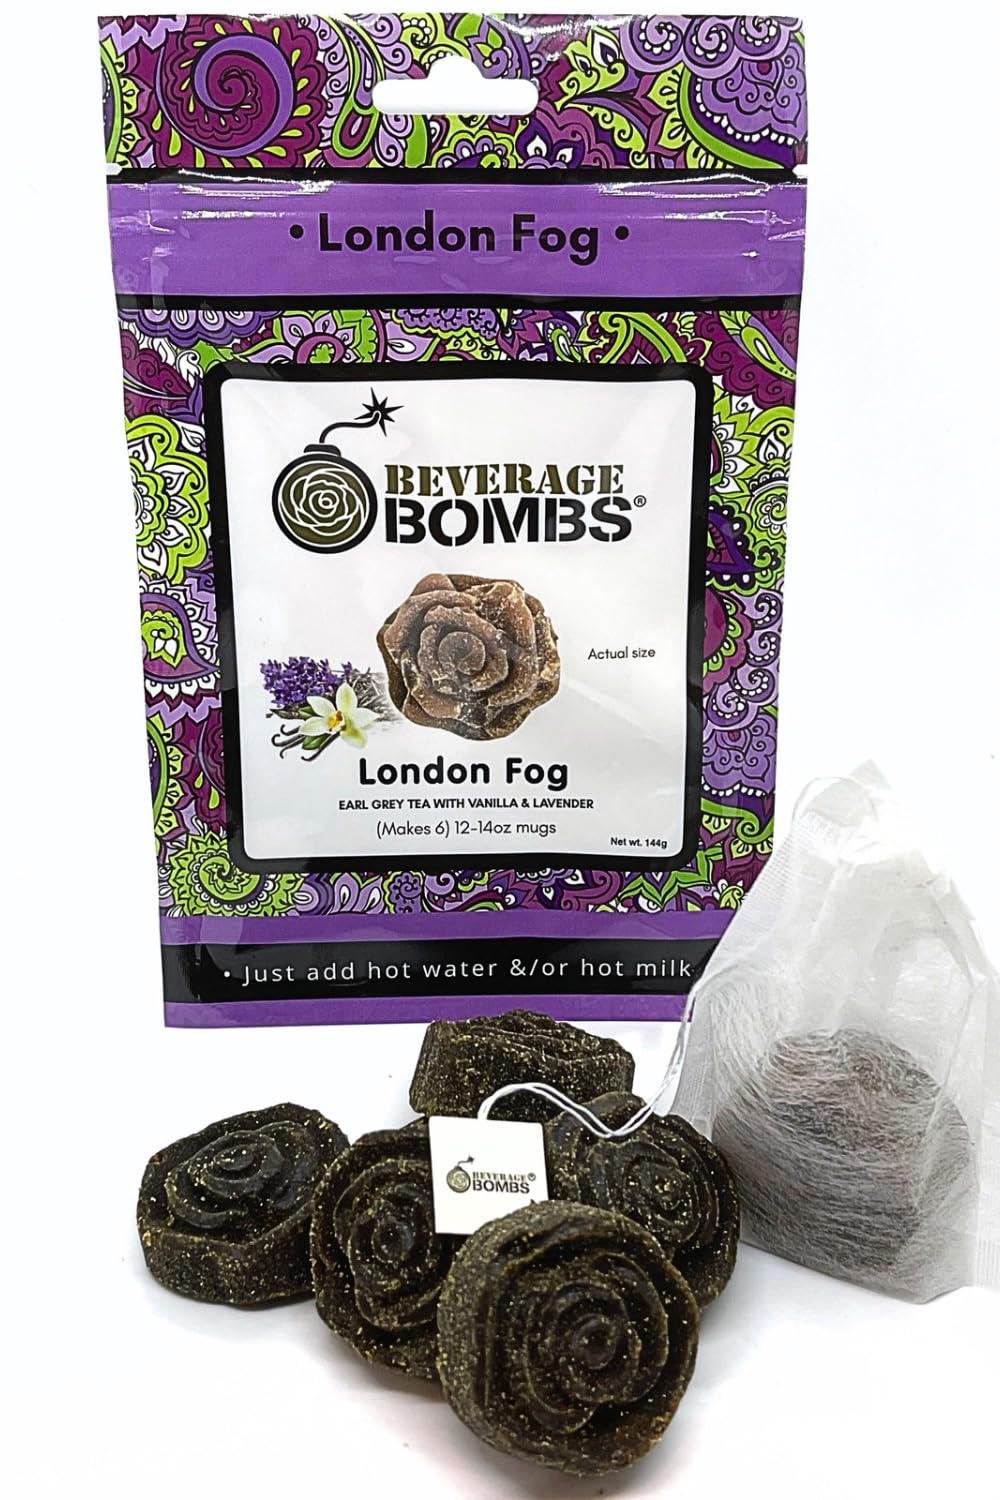 • London Fog •
BEVERAGE
BOMBS®
Actual size
London Fog
EARL GREY TEA WITH VANILLA & LAVENDER
(Makes 6) 12-14oz mugs
Net wt. 144g
• Just add hot water &/or hot milk
BEVERAGE
BOMBS